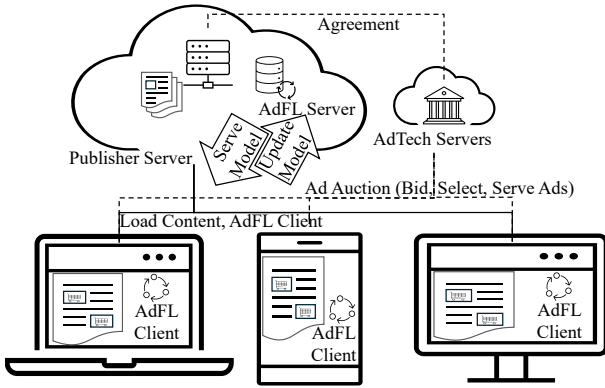 Agreement
AdFL Server
AdTech Servers
Publisher Server
Serve
Model
Update
Model
Ad Auction (Bid, Select, Serve Ads)
Load Content, AdFL Client
AdFL
Client
AdFL
Client
AdFL
Client